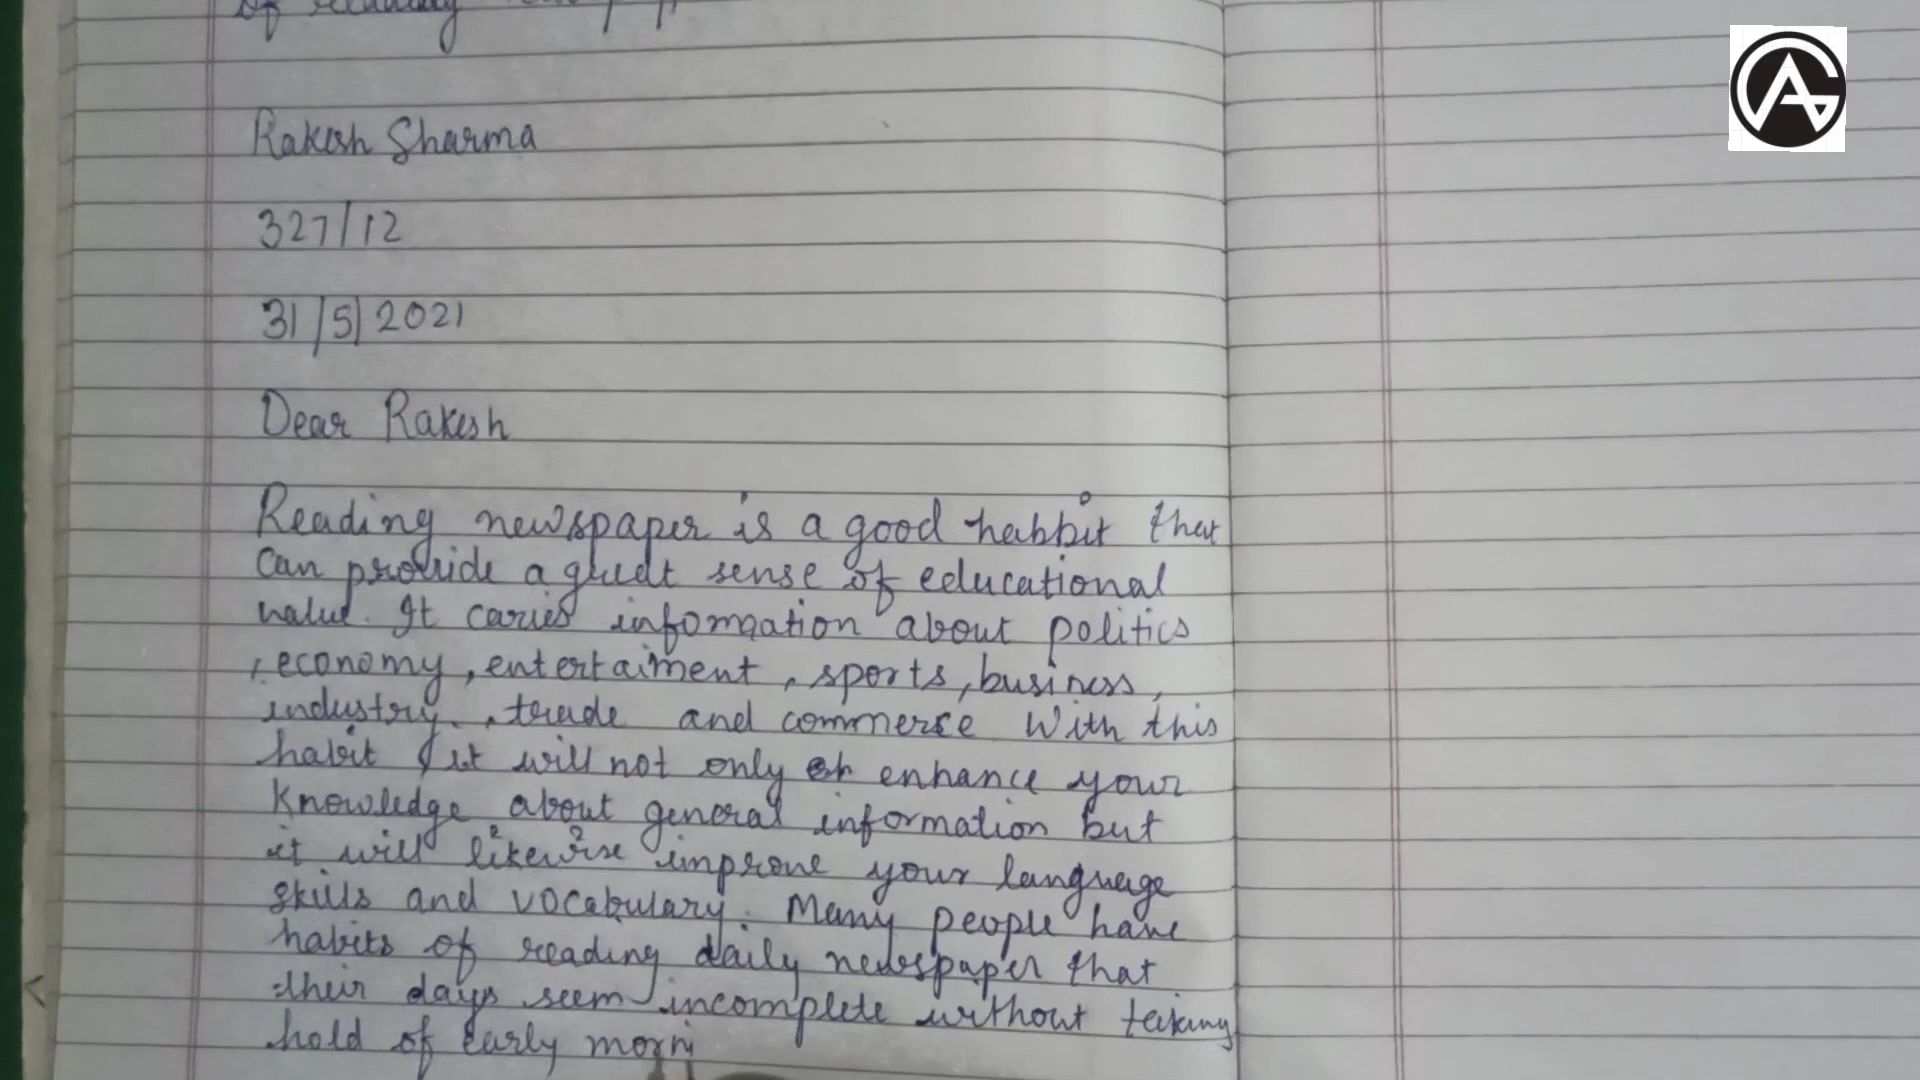 of reading
Rakesh Sharma
327/12
31/5/2021
Dear Rakesh
Reading newspaper is a good habbit that
can provide a great sense of educational
value. It caries infomation about politics
, economy, entertaiment, sports, business,
industry, trade and commerse With this
habit it will not only enhance your
knowledge about general information but
it will likewise improve your language
skills and vocabulary. Many people have
habits of reading daily newspaper that
their days seem incomplete without taking
hold of early morni